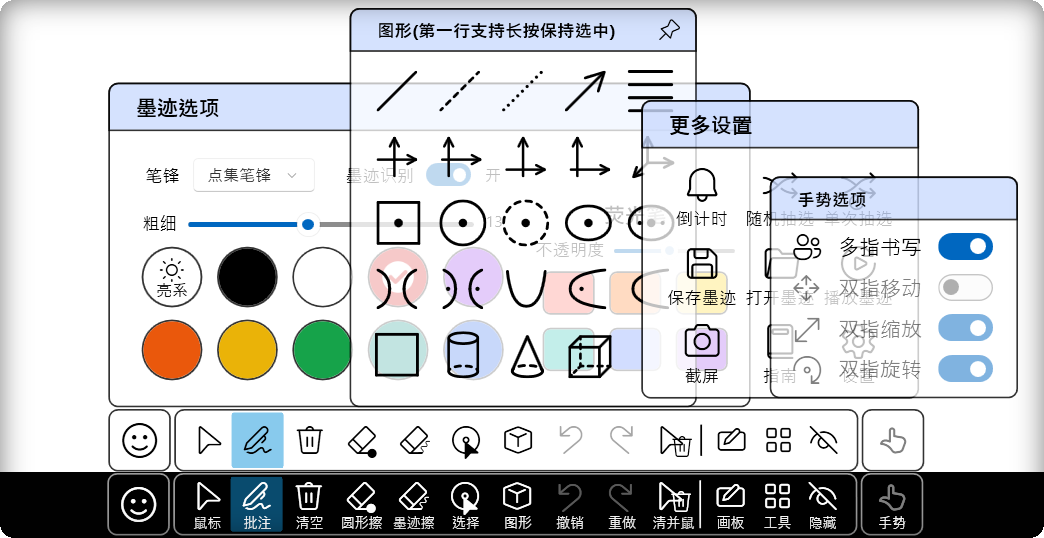 图形(第一行支持长按保持选中)
墨迹选项
更多设置
笔锋 点集笔锋 墨迹识别 开
手势选项
倒计时 随机抽选 单次抽选
粗细 13 荧光笔
多指书写
不透明度
双指移动
亮系
保存墨迹 打开墨迹 播放墨迹
双指缩放
双指旋转
截屏 指南 设置
鼠标 批注 清空 圆形擦 墨迹擦 选择 图形 撤销 重做 清并鼠 画板 工具 隐藏 手势